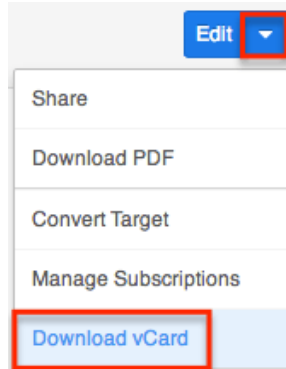 Edit
Share
Download PDF
Convert Target
Manage Subscriptions
Download vCard